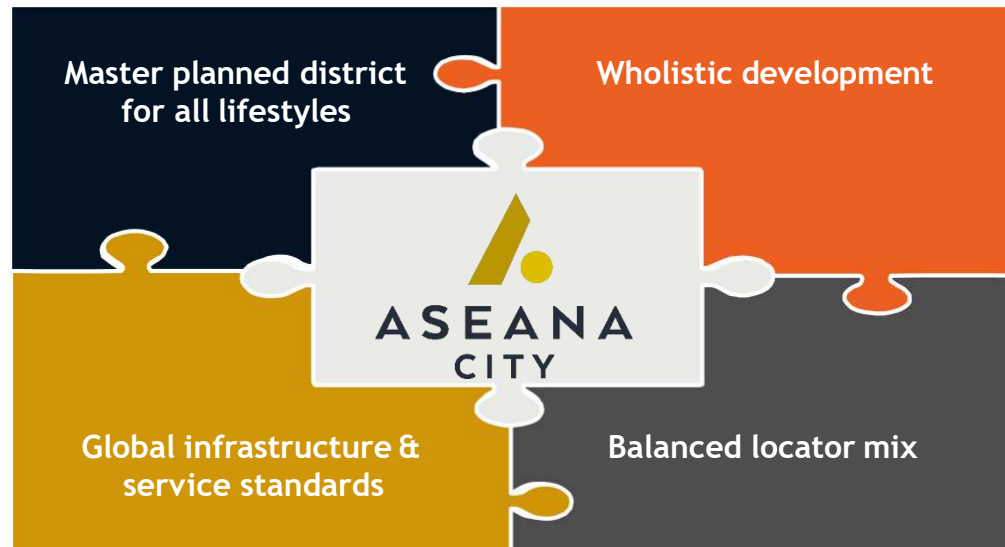 Master planned district
for all lifestyles
Wholistic development
ASEANA
CITY
Global infrastructure &
service standards
Balanced locator mix